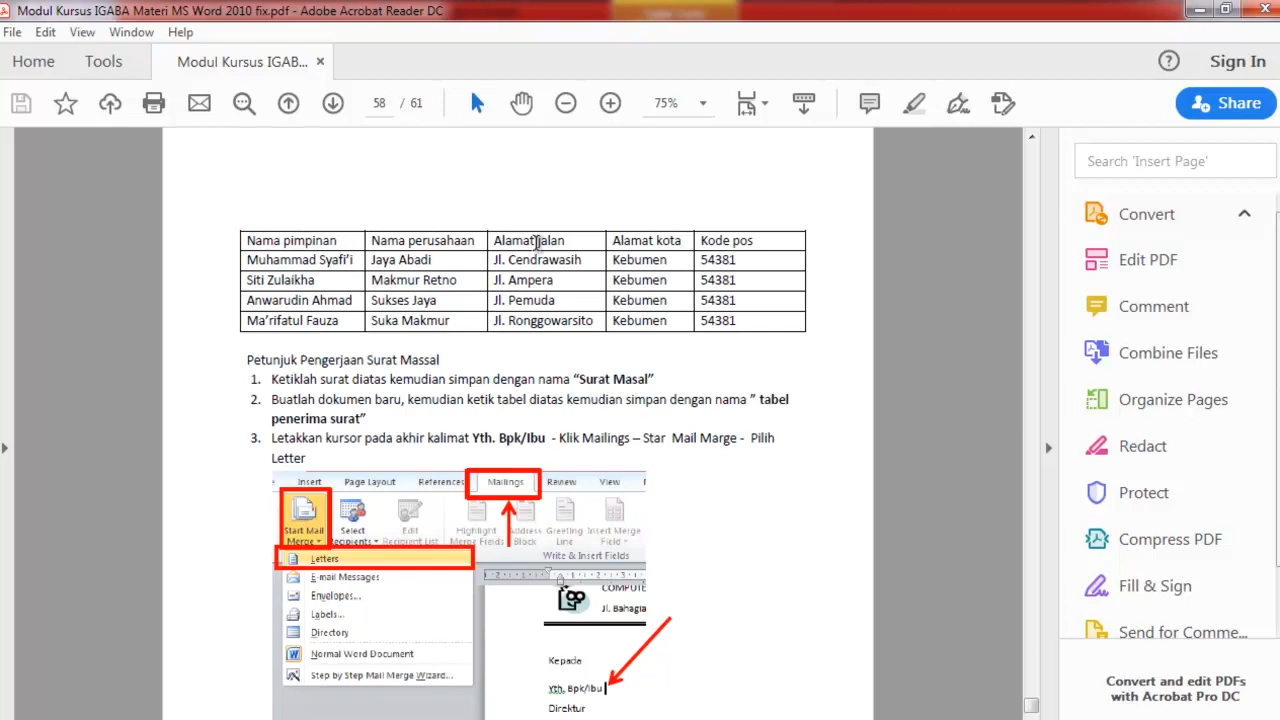 Modul Kursus IGABA Materi MS Word 2010 fix.pdf - Adobe Acrobat Reader DC
File Edit View Window Help
Home Tools Modul Kursus IGAB... × ? Sign In
58 / 61 75% Share
Search 'Insert Page'
Convert
Edit PDF
Comment
Combine Files
Organize Pages
Redact
Protect
Compress PDF
Fill & Sign
Send for Comme...
Convert and edit PDFs
with Acrobat Pro DC
Nama pimpinan Nama perusahaan Alamat jalan Alamat kota Kode pos
Muhammad Syafi’i Jaya Abadi Jl. Cendrawasih Kebumen 54381
Siti Zulaikha Makmur Retno Jl. Ampera Kebumen 54381
Anwarudin Ahmad Sukses Jaya Jl. Pemuda Kebumen 54381
Ma’rifatul Fauza Suka Makmur Jl. Ronggowarsito Kebumen 54381
Petunjuk Pengerjaan Surat Massal
1. Ketiklah surat diatas kemudian simpan dengan nama “Surat Masal”
2. Buatlah dokumen baru, kemudian ketik tabel diatas kemudian simpan dengan nama ” tabel
penerima surat”
3. Letakkan kursor pada akhir kalimat Yth. Bpk/Ibu - Klik Mailings – Star Mail Marge - Pilih
Letter
Insert Page Layout References Mailings Review View
Start Mail Select Edit Highlight Address Greeting Insert Merge
Merge Recipients Recipient List Merge Fields Block Line Field
Write & Insert Fields
Letters
E-mail Messages
Envelopes...
Labels...
Directory
Normal Word Document
Step by Step Mail Merge Wizard...
2 1 1 2 3
COMPUTE
Jl. Bahagia
Kepada
Yth, Bpk/Ibu
Direktur